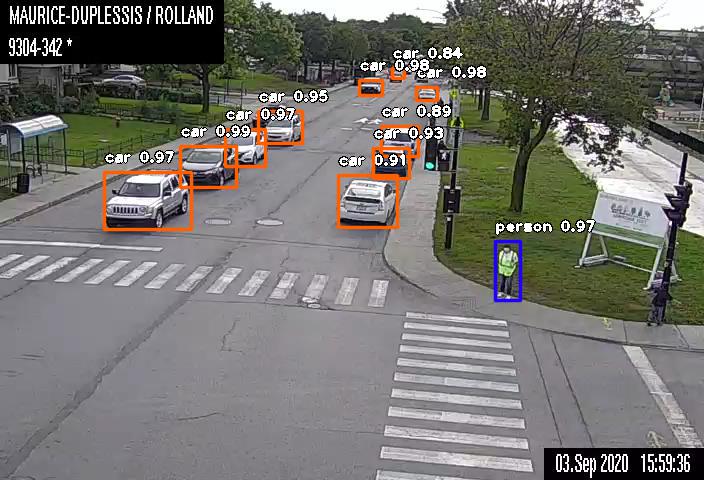 MAURICE-DUPLESSIS / ROLLAND
9304-342 *
car 0.84
car 0.98
car 0.98
car 0.95
car 0.89
car 0.97
car 0.93
car 0.99
car 0.91
car 0.97
person 0.97
03.Sep 2020 15:59:36